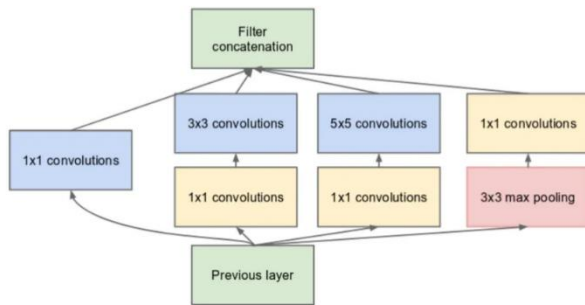 Filter
concatenation
3x3 convolutions
5x5 convolutions
1x1 convolutions
1x1 convolutions
1x1 convolutions
1x1 convolutions
3x3 max pooling
Previous layer